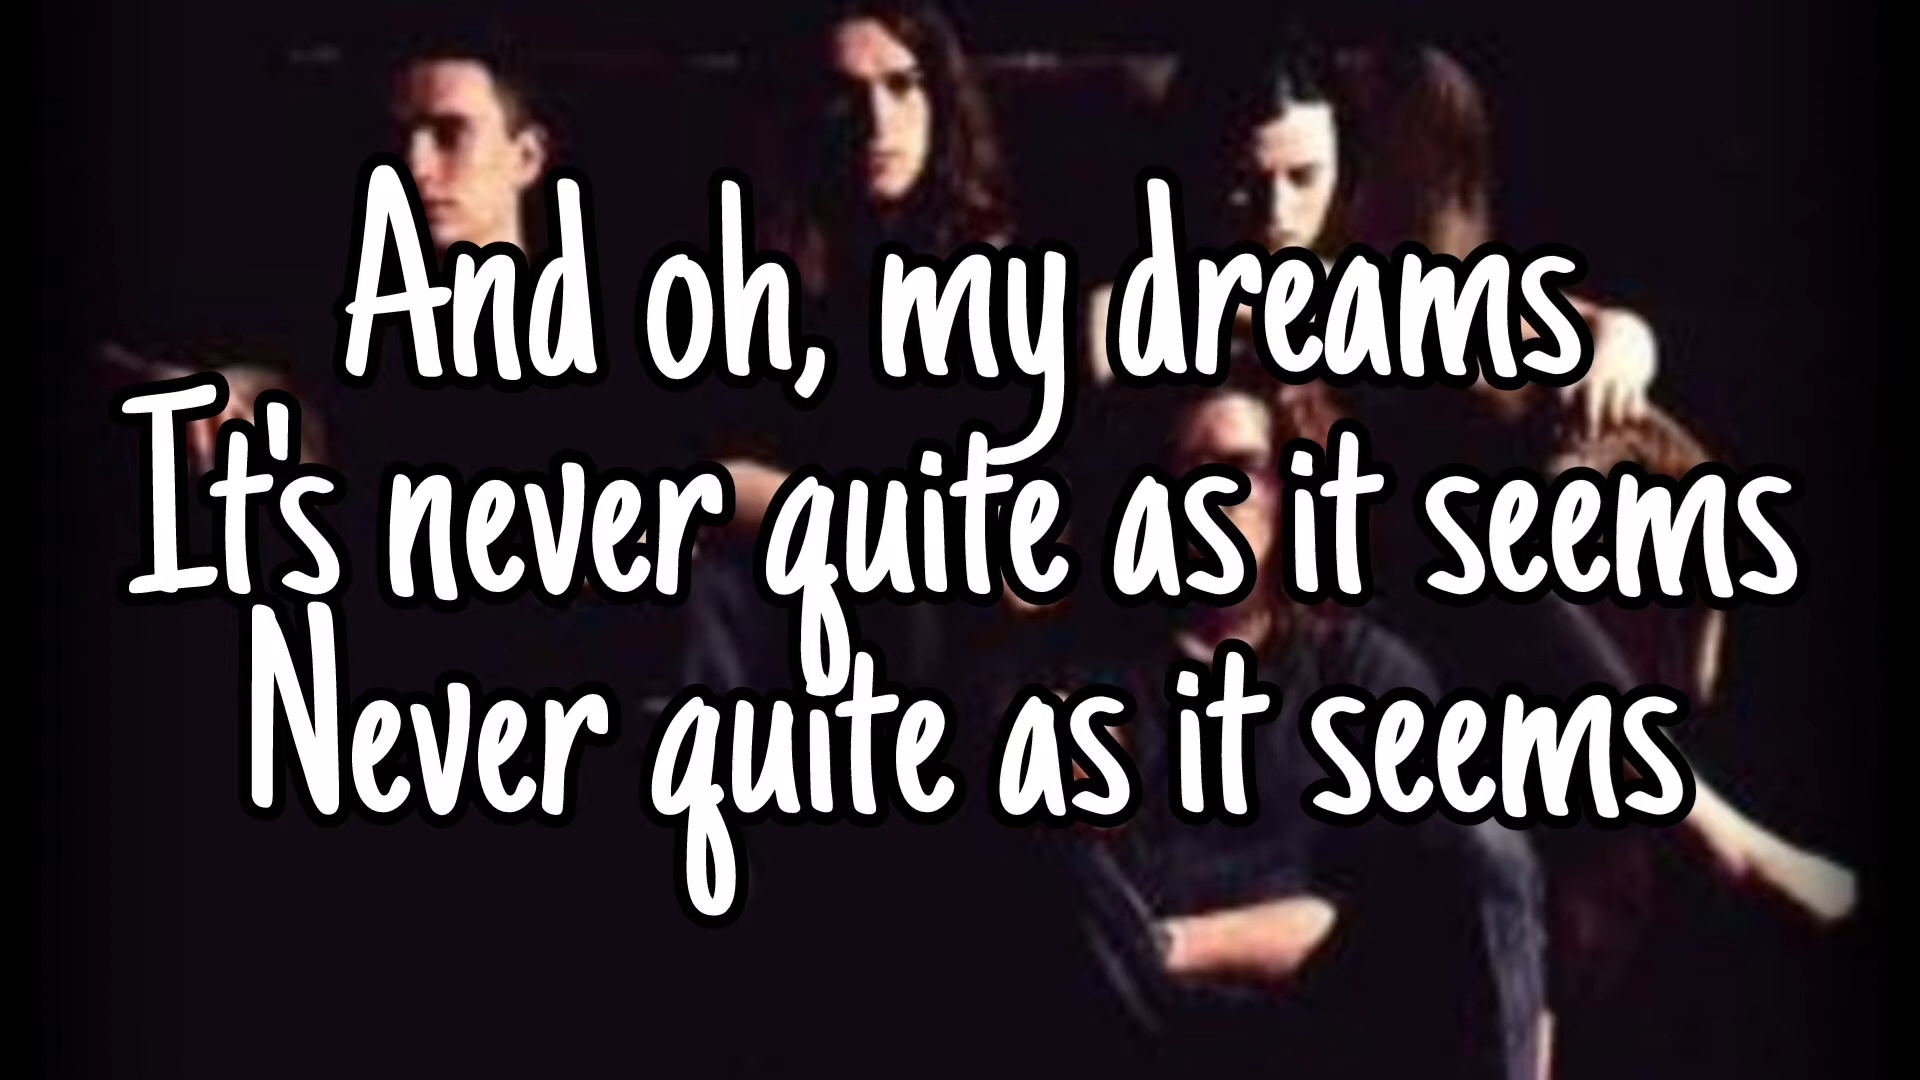 And oh, my dreams
It's never quite as it seems
Never quite as it seems